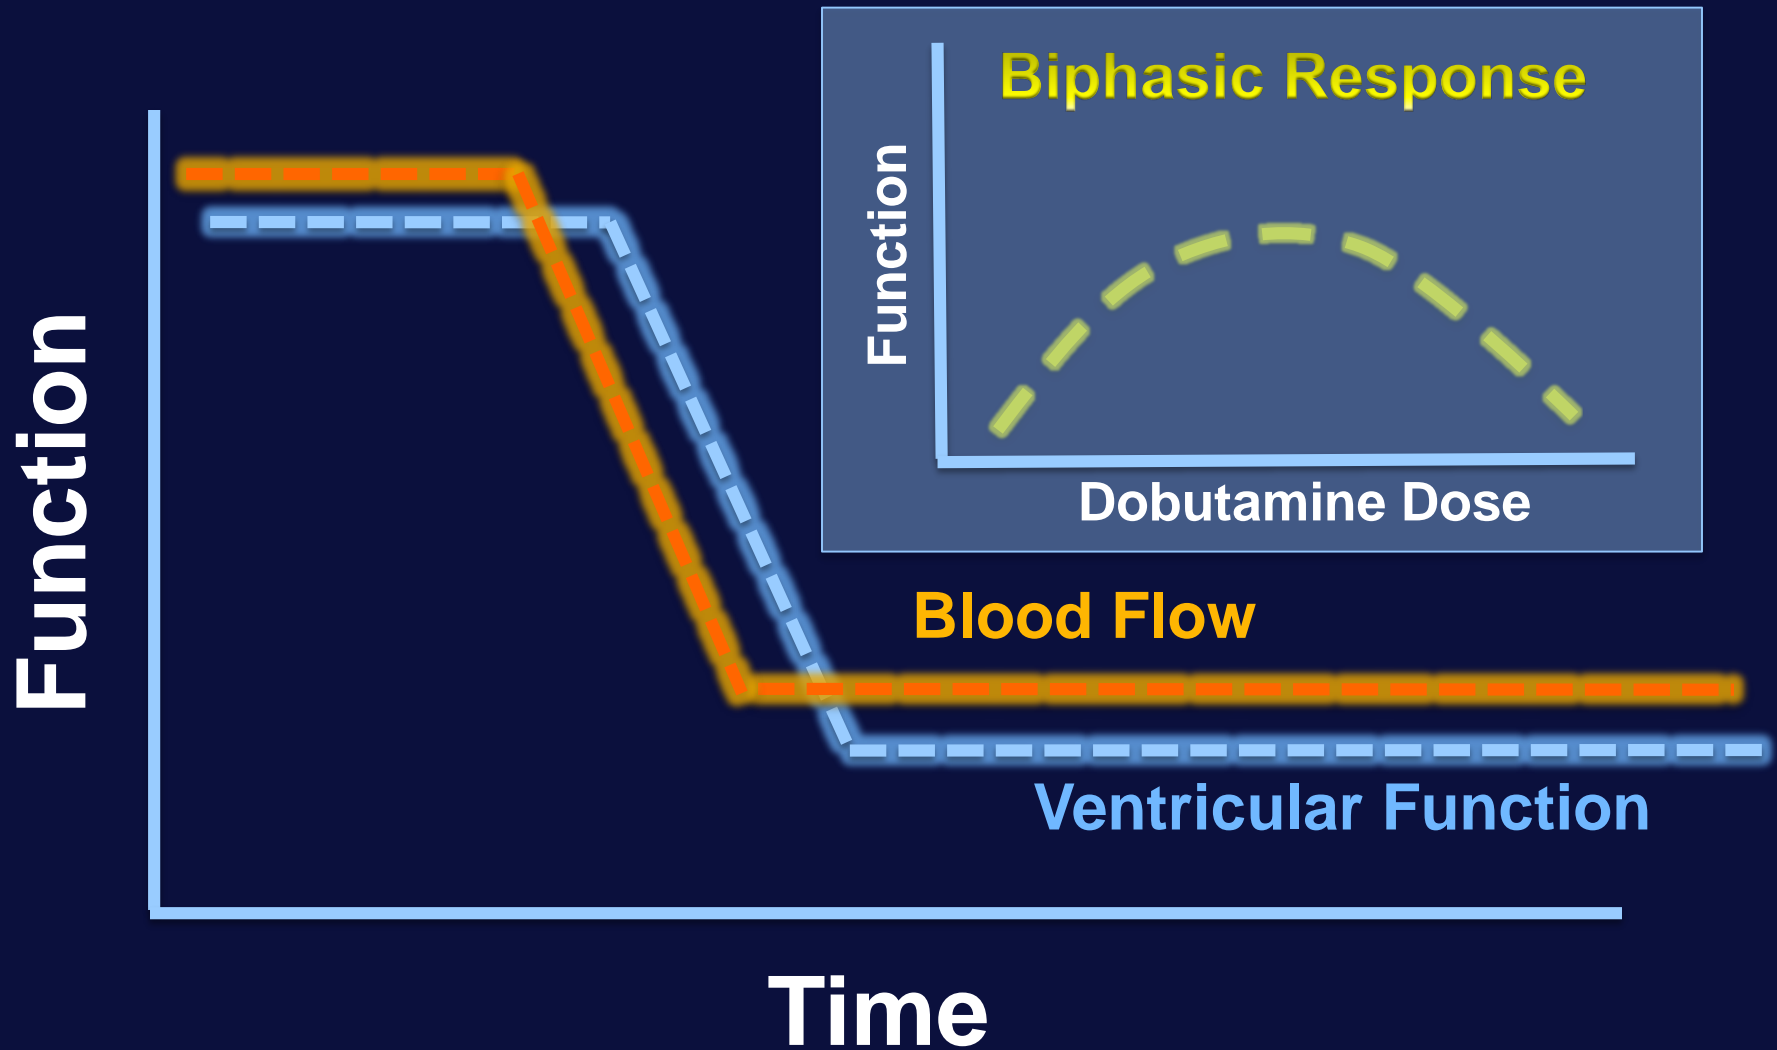 Biphasic Response
Function
Dobutamine Dose
Function
Blood Flow
Ventricular Function
Time